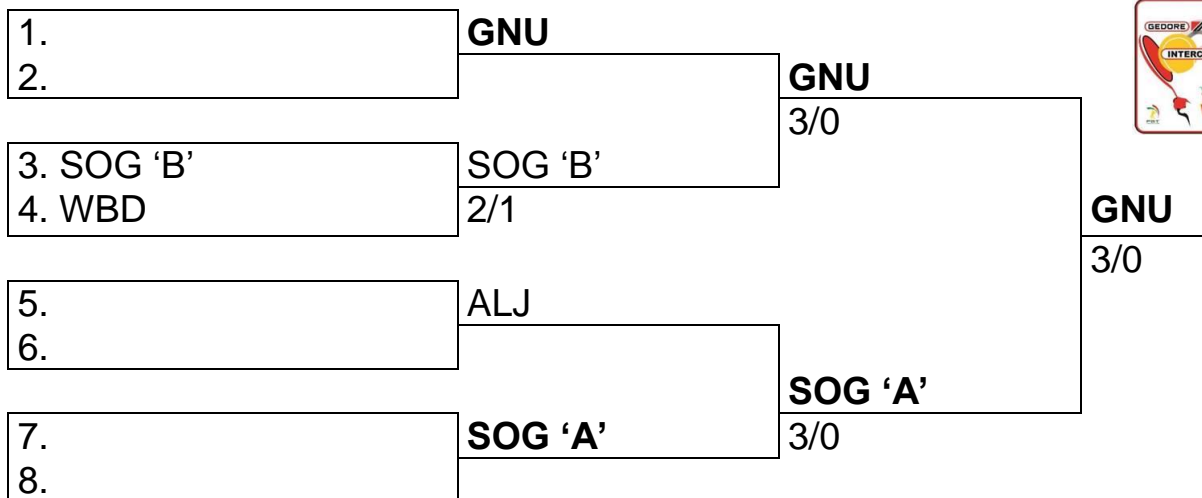 1.
2.
GNU
GNU
3/0
3. SOG ‘B’
4. WBD
SOG ‘B’
2/1
GNU
3/0
5.
6.
ALJ
SOG ‘A’
3/0
7.
8.
SOG ‘A’
GEDORE